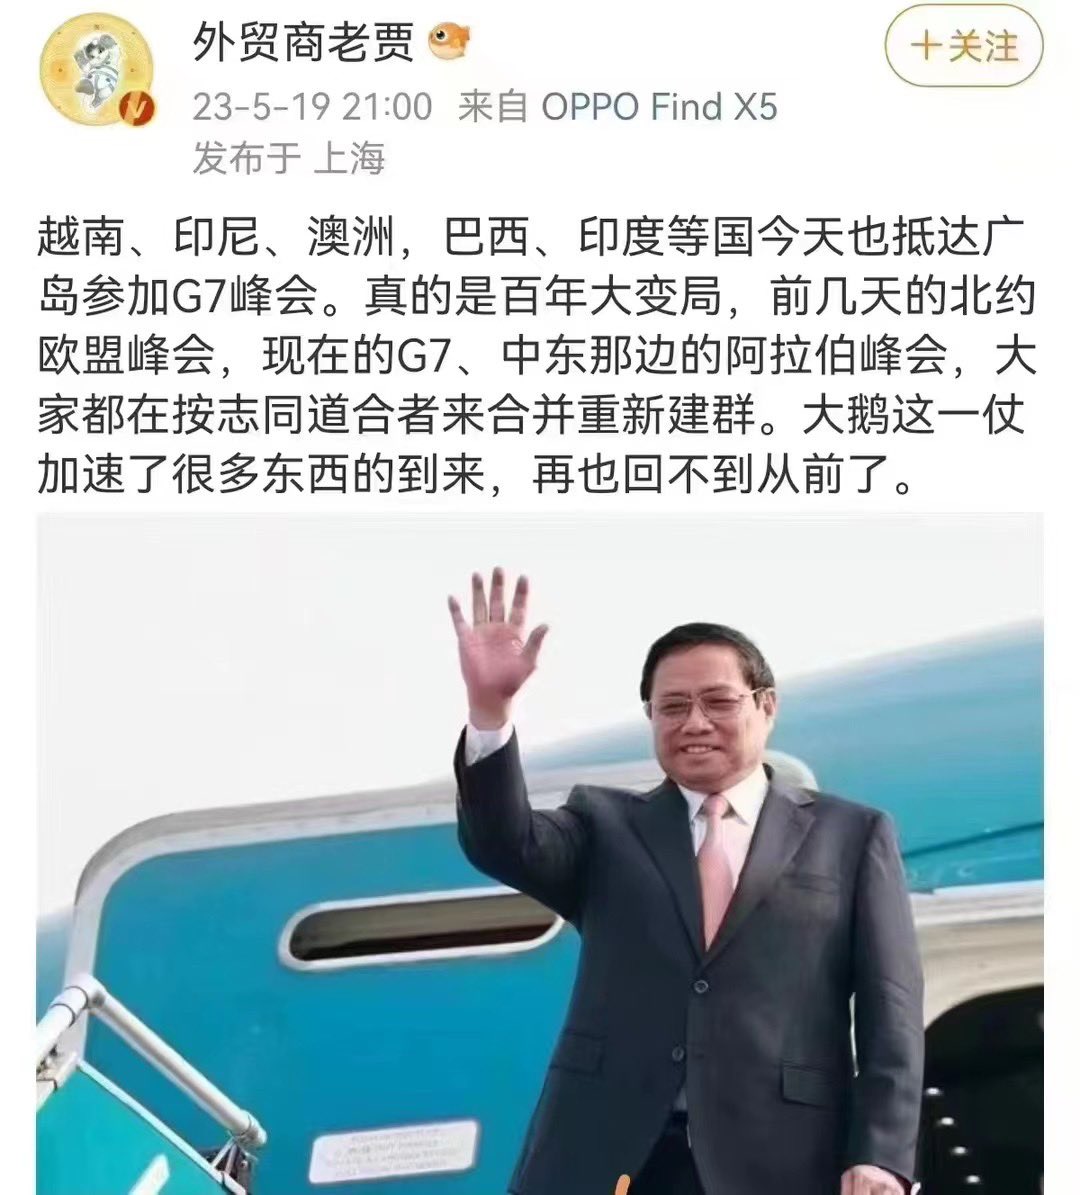 外贸商老贾
+关注
23-5-19 21:00 来自 OPPO Find X5
发布于 上海
越南、印尼、澳洲，巴西、印度等国今天也抵达广
岛参加G7峰会。真的是百年大变局，前几天的北约
欧盟峰会，现在的G7、中东那边的阿拉伯峰会，大
家都在按志同道合者来合并重新建群。大鹅这一仗
加速了很多东西的到来，再也回不到从前了。